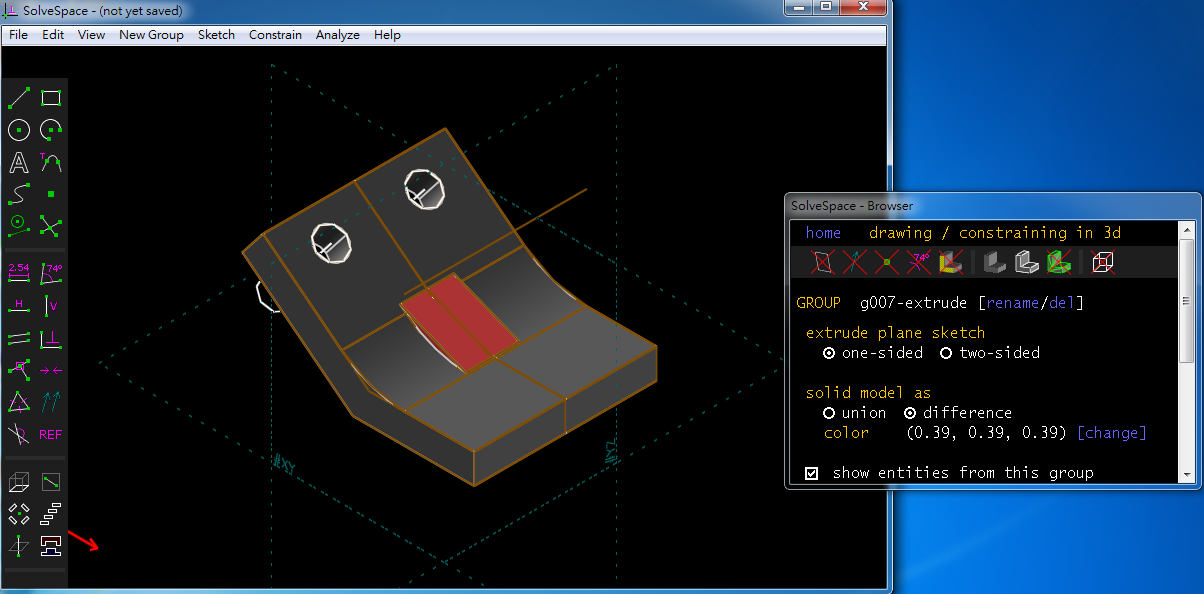 SolveSpace - (not yet saved)
File Edit View New Group Sketch Constrain Analyze Help
A T
2.54 74°
H V
REF
#XY
SolveSpace - Browser
home drawing / constraining in 3d
74°
GROUP g007-extrude [rename/del]
extrude plane sketch
one-sided two-sided
solid model as
union difference
color (0.39, 0.39, 0.39) [change]
show entities from this group